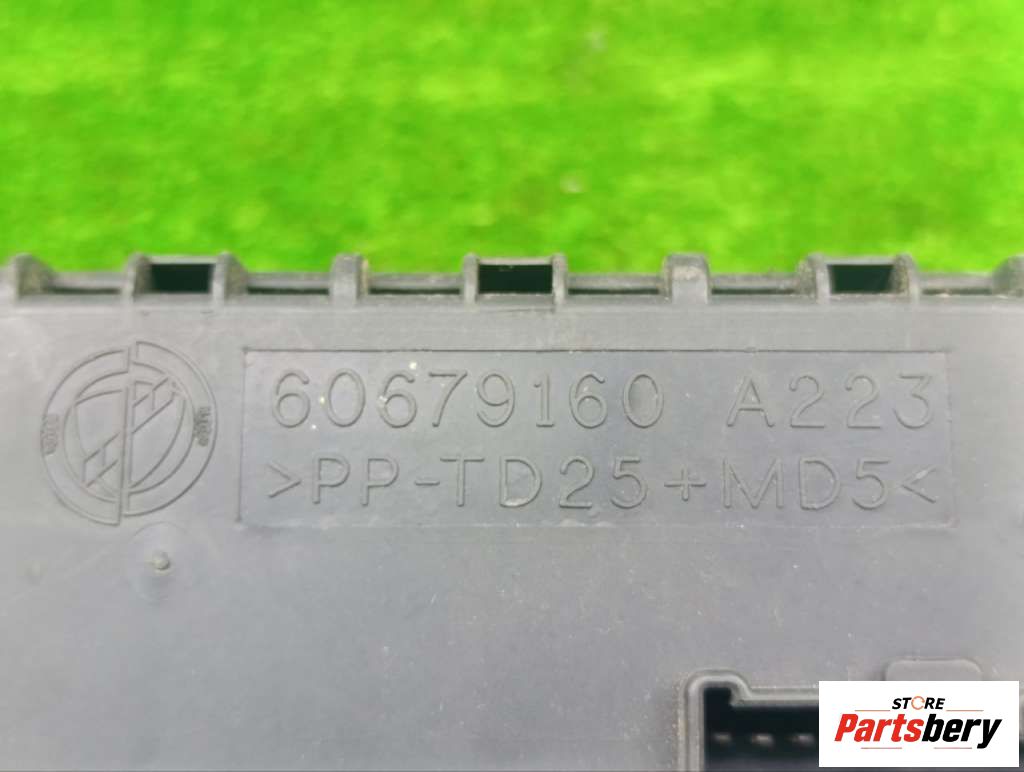 60679160 A223
>PP-TD25+MD5<
STORE
Partsbery